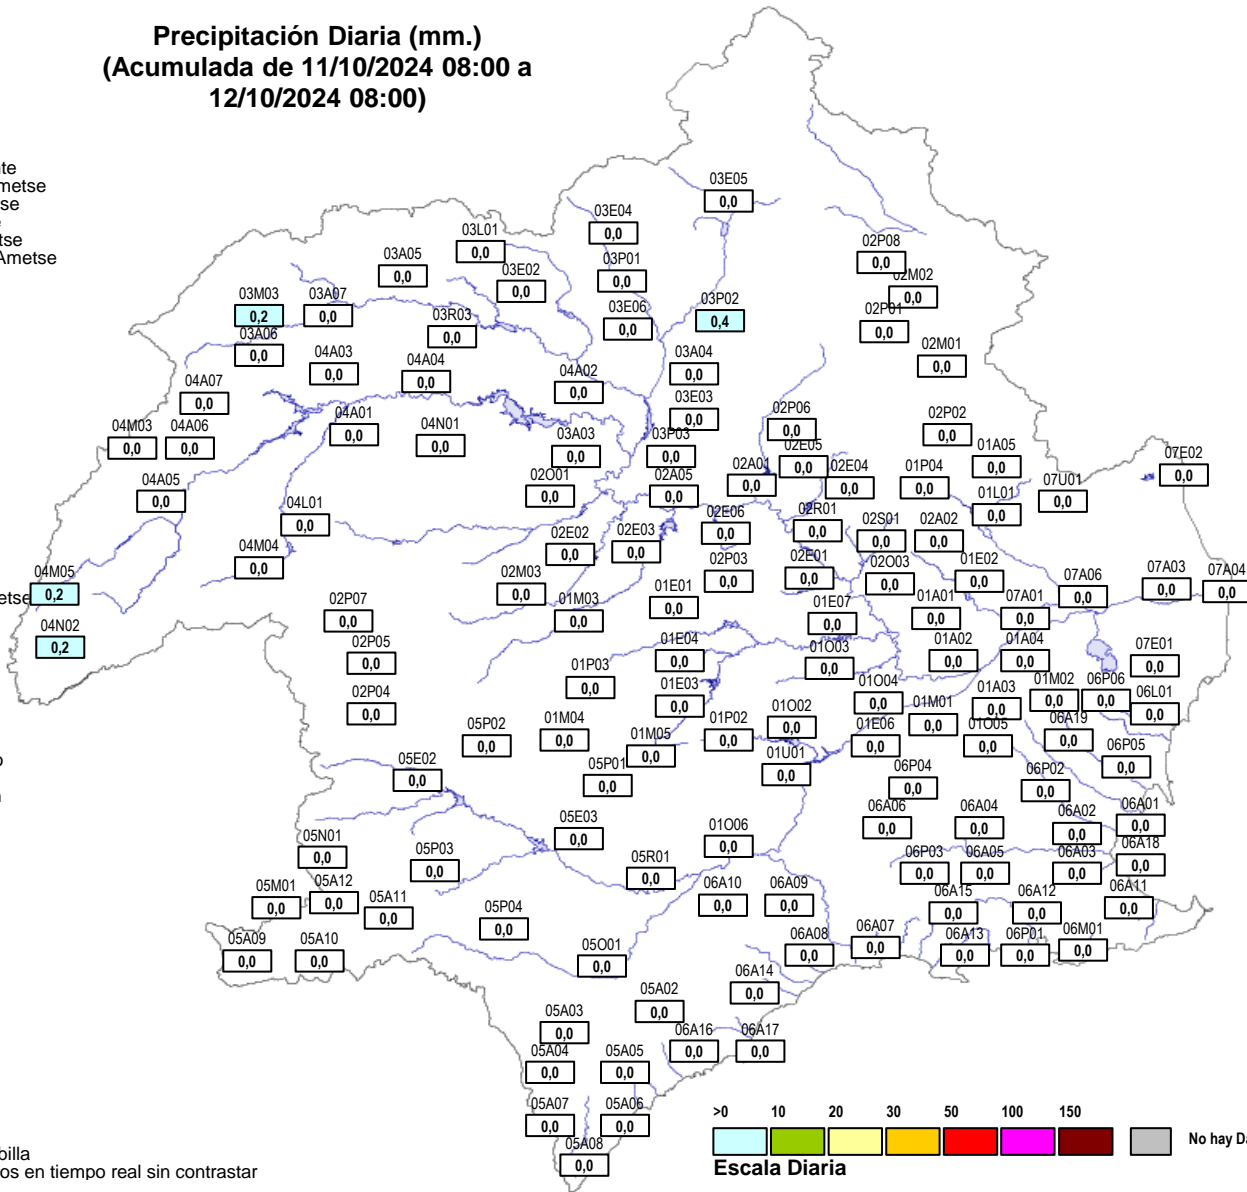 Precipitación Diaria (mm.)
(Acumulada de 11/10/2024 08:00 a
12/10/2024 08:00)
03E05
0,0
03E04
0,0
03L01
0,0
03P01
0,0
02P08
0,0
03A05
0,0
03E02
0,0
02M02
0,0
03M03
0,2
03A07
0,0
03E06
0,0
03P02
0,4
02P01
0,0
03R03
0,0
03A06
0,0
04A03
0,0
04A04
0,0
03A04
0,0
02M01
0,0
04A07
0,0
04A02
0,0
03E03
0,0
04M03
0,0
04A06
0,0
04A01
0,0
04N01
0,0
03A03
0,0
03P03
0,0
02P06
0,0
02P02
0,0
02E05
0,0
01A05
0,0
07E02
0,0
04A05
0,0
02O01
0,0
02A05
0,0
02A01
0,0
02E04
0,0
01P04
0,0
07U01
0,0
04L01
0,0
01L01
0,0
02E06
0,0
02R01
0,0
02S01
0,0
02A02
0,0
04M04
0,0
02E02
0,0
02E03
0,0
04M05
0,2
02M03
0,0
02P03
0,0
02E01
0,0
02O03
0,0
01E02
0,0
07A06
0,0
07A03
0,0
07A04
0,0
etse
02P07
0,0
01M03
0,0
01E01
0,0
01E07
0,0
01A01
0,0
07A01
0,0
04N02
0,2
02P05
0,0
01E04
0,0
01O03
0,0
01A02
0,0
01A04
0,0
07E01
0,0
01P03
0,0
02P04
0,0
01E03
0,0
01O04
0,0
01A03
0,0
01M02
0,0
06P06
0,0
06L01
0,0
05P02
0,0
01M04
0,0
01M05
0,0
01P02
0,0
01O02
0,0
01E06
0,0
01M01
0,0
01O05
0,0
06A19
0,0
05E02
0,0
05P01
0,0
01U01
0,0
06P04
0,0
06P02
0,0
06P05
0,0
05E03
0,0
01O06
0,0
06A06
0,0
06A04
0,0
06A02
0,0
06A01
0,0
05N01
0,0
05P03
0,0
05R01
0,0
06P03
0,0
06A05
0,0
06A03
0,0
06A18
0,0
05M01
0,0
05A12
0,0
05A11
0,0
05P04
0,0
06A10
0,0
06A09
0,0
06A15
0,0
06A12
0,0
06A11
0,0
05A09
0,0
05A10
0,0
05O01
0,0
06A08
0,0
06A07
0,0
06A13
0,0
06P01
0,0
06M01
0,0
05A03
0,0
05A02
0,0
06A14
0,0
05A04
0,0
05A05
0,0
06A16
0,0
06A17
0,0
05A07
0,0
05A06
0,0
05A08
0,0
>0 10 20 30 50 100 150
No hay Da
Escala Diaria
billa
os en tiempo real sin contrastar